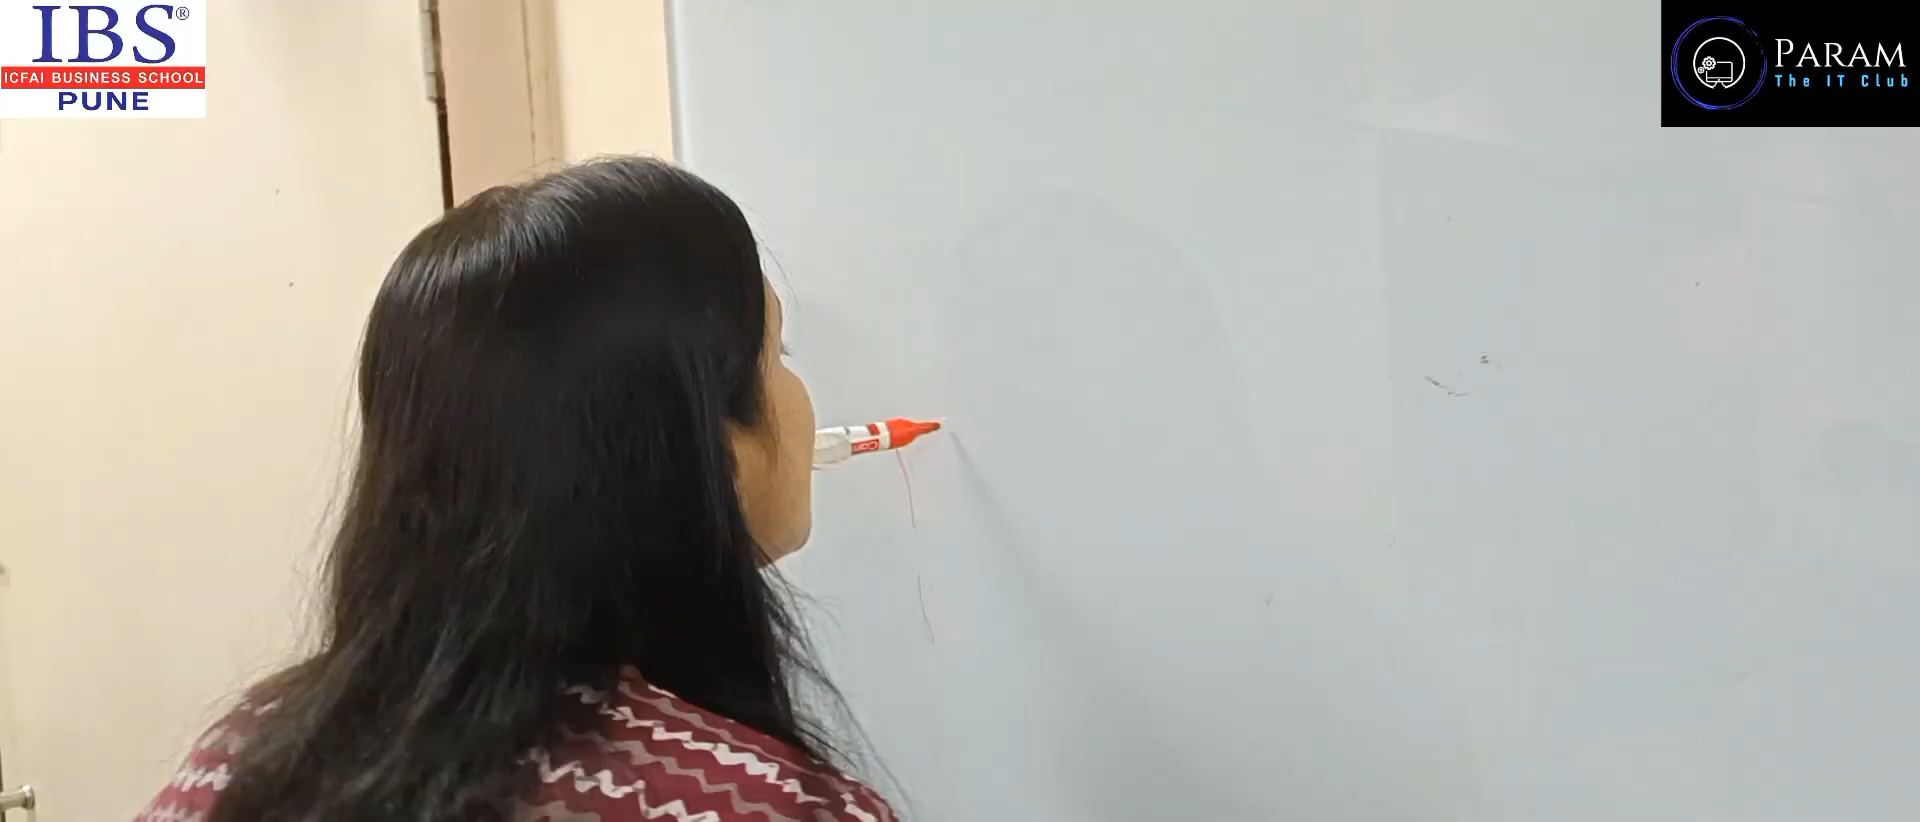 IBS®
ICFAI BUSINESS SCHOOL
PUNE
PARAM
The IT Club